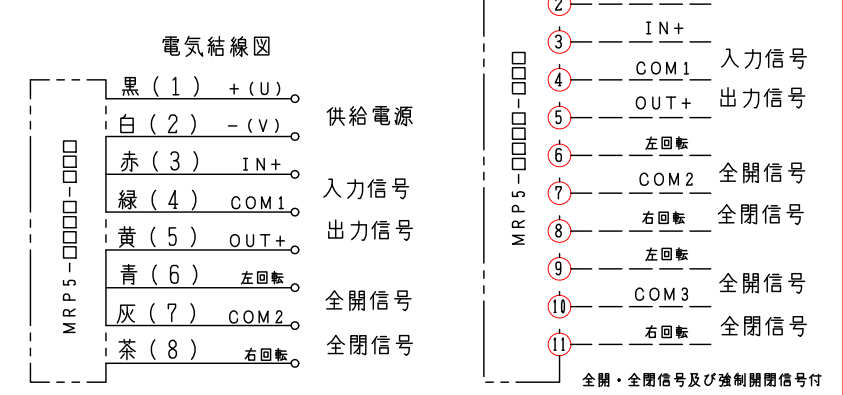 電気結線図
黒(1) +(U)
白(2) -(V)
供給電源
赤(3) IN+
緑(4) COM1
入力信号
黄(5) OUT+
出力信号
青(6) 左回転
灰(7) COM2
全開信号
茶(8) 右回転
全閉信号
MRP5-□□□□-□□□
②
③ IN+
④ COM1
入力信号
⑤ OUT+
出力信号
⑥ 左回転
⑦ COM2
全開信号
⑧ 右回転
全閉信号
⑨ 左回転
⑩ COM3
全開信号
⑪ 右回転
全閉信号
MRP5-□□□□-□□□
全開・全閉信号及び強制開閉信号付